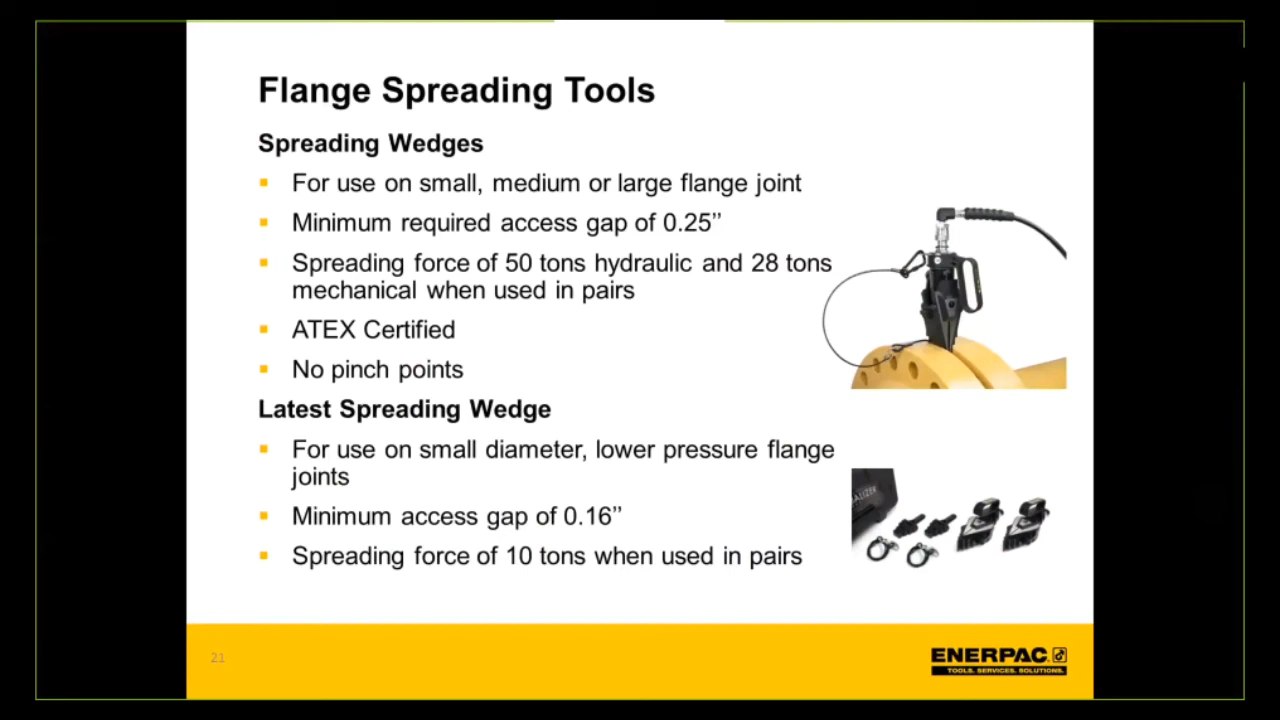 Flange Spreading Tools
Spreading Wedges
For use on small, medium or large flange joint
Minimum required access gap of 0.25’’
Spreading force of 50 tons hydraulic and 28 tons
mechanical when used in pairs
ATEX Certified
No pinch points
Latest Spreading Wedge
For use on small diameter, lower pressure flange
joints
Minimum access gap of 0.16’’
Spreading force of 10 tons when used in pairs
21
ENERPAC
TOOLS. SERVICES. SOLUTIONS.